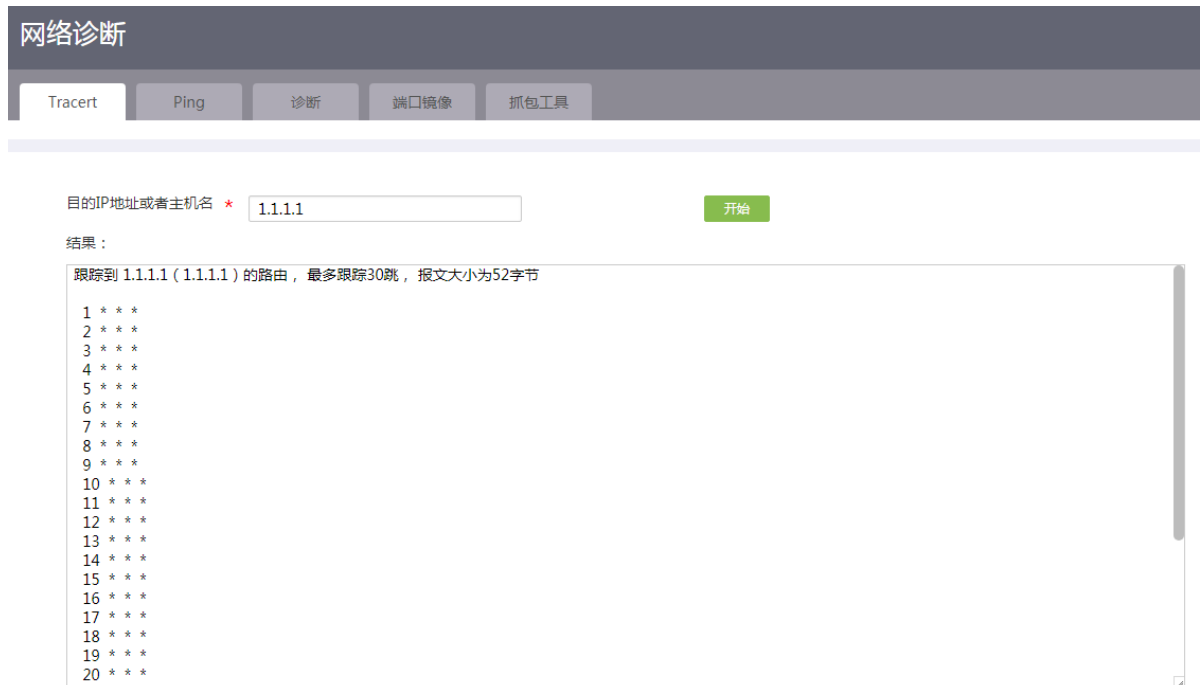 网络诊断
Tracert Ping 诊断 端口镜像 抓包工具
目的IP地址或者主机名 * 1.1.1.1 开始
结果：
跟踪到 1.1.1.1（1.1.1.1）的路由，最多跟踪30跳，报文大小为52字节
1 * * *
2 * * *
3 * * *
4 * * *
5 * * *
6 * * *
7 * * *
8 * * *
9 * * *
10 * * *
11 * * *
12 * * *
13 * * *
14 * * *
15 * * *
16 * * *
17 * * *
18 * * *
19 * * *
20 * * *